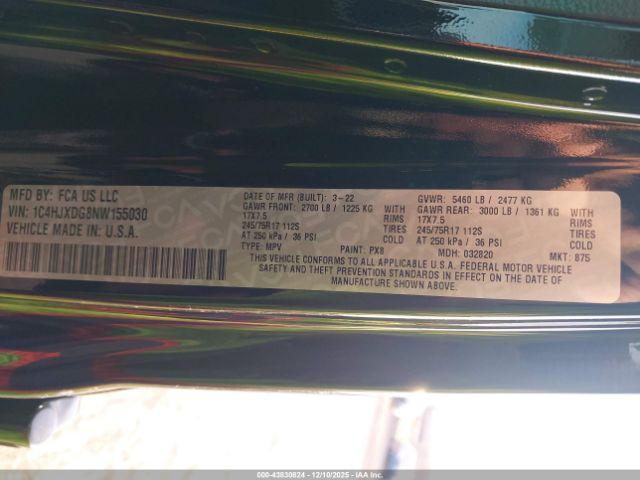 MFD BY: FCA US LLC
VIN: 1C4HJXDG8NW155030
VEHICLE MADE IN: U.S.A.
DATE OF MFR (BUILT): 3-22 GVWR: 5460 LB / 2477 KG
GAWR FRONT: 2700 LB / 1225 KG WITH GAWR REAR: 3000 LB / 1361 KG WITH
17X7.5 RIMS 17X7.5 RIMS
245/75R17 112S TIRES 245/75R17 112S TIRES
AT 250 kPa / 36 PSI COLD AT 250 kPa / 36 PSI COLD
TYPE: MPV PAINT: PX8 MDH: 032820 MKT: 875
THIS VEHICLE CONFORMS TO ALL APPLICABLE U.S.A. FEDERAL MOTOR VEHICLE
SAFETY AND THEFT PREVENTION STANDARDS IN EFFECT ON THE DATE OF
MANUFACTURE SHOWN ABOVE.
000-43830824 - 12/10/2025 - IAAI.COM